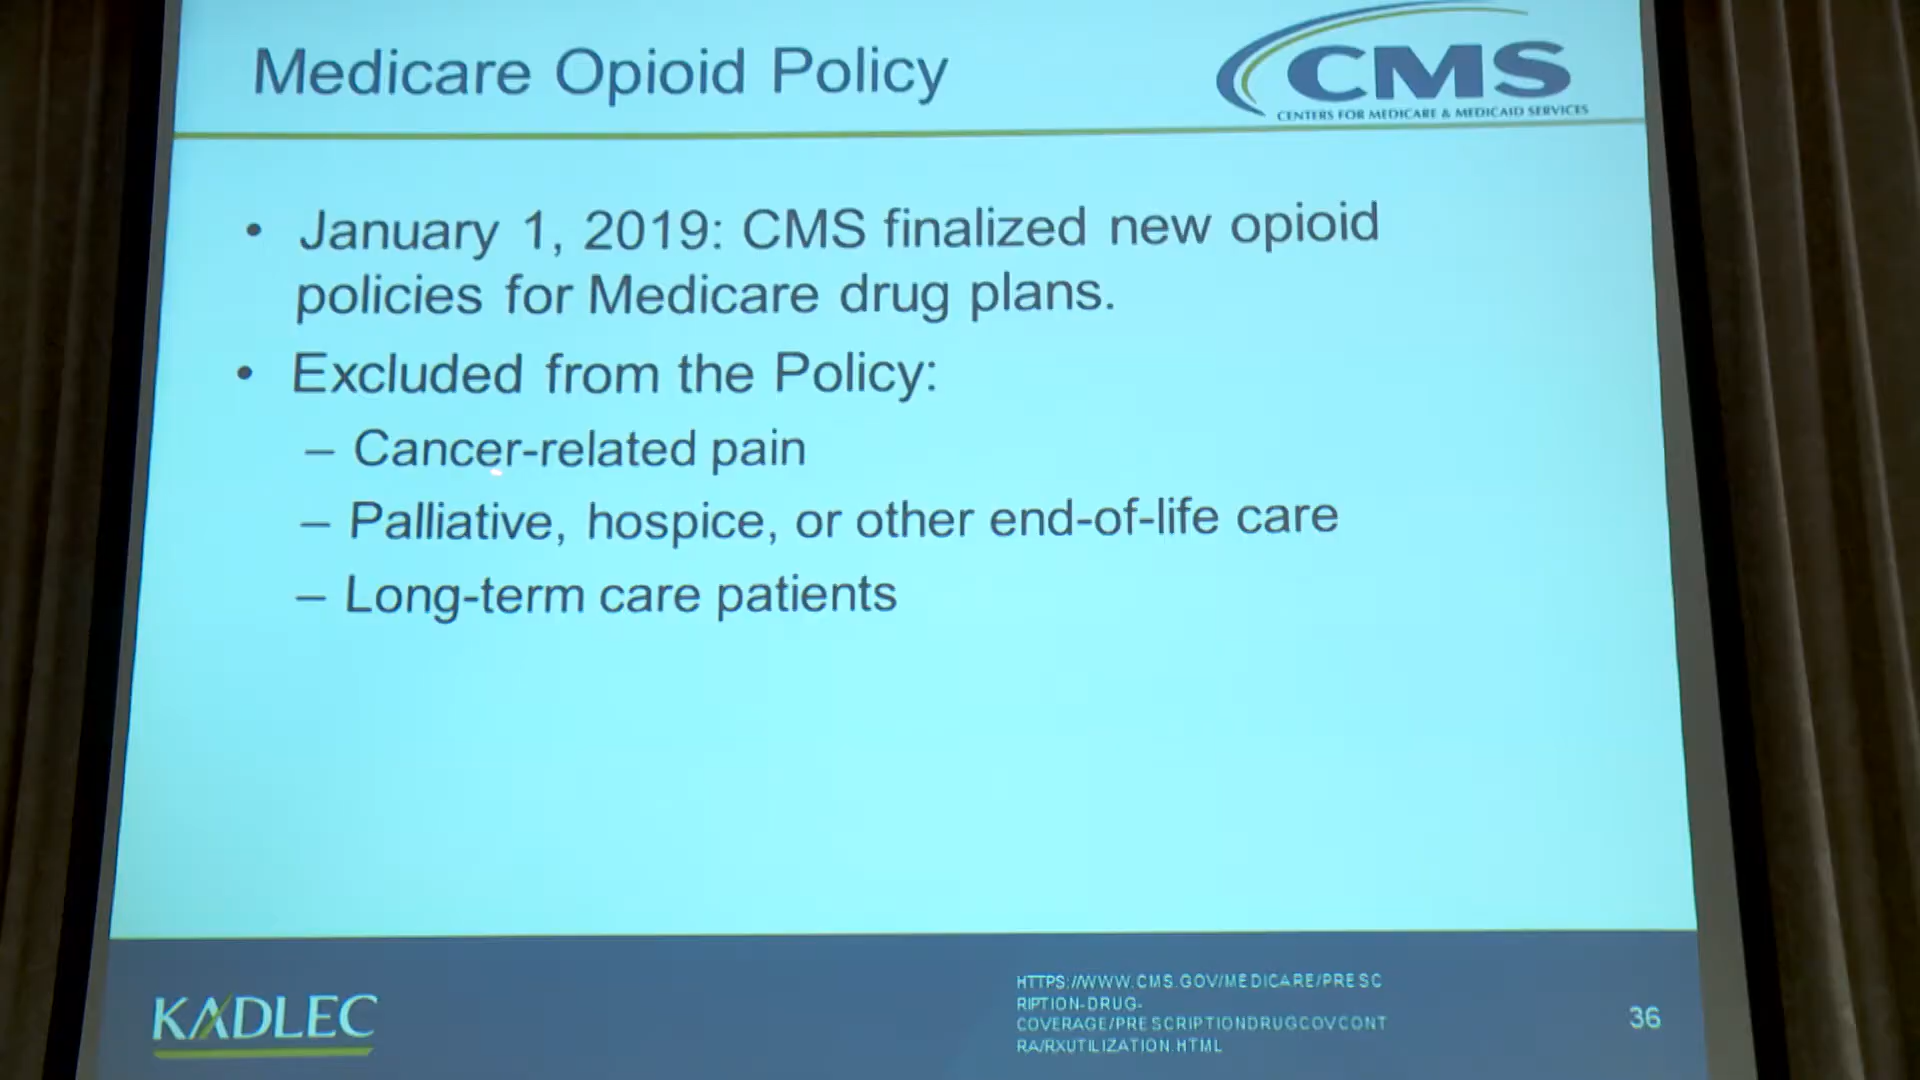 Medicare Opioid Policy
CMS
CENTERS FOR MEDICARE & MEDICAID SERVICES
• January 1, 2019: CMS finalized new opioid
policies for Medicare drug plans.
• Excluded from the Policy:
– Cancer-related pain
– Palliative, hospice, or other end-of-life care
– Long-term care patients
KADLEC
HTTPS://WWW.CMS.GOV/MEDICARE/PRESC
RIPTION-DRUG-
COVERAGE/PRESCRIPTIONDRUGCOVCONT
RA/RXUTILIZATION.HTML
36